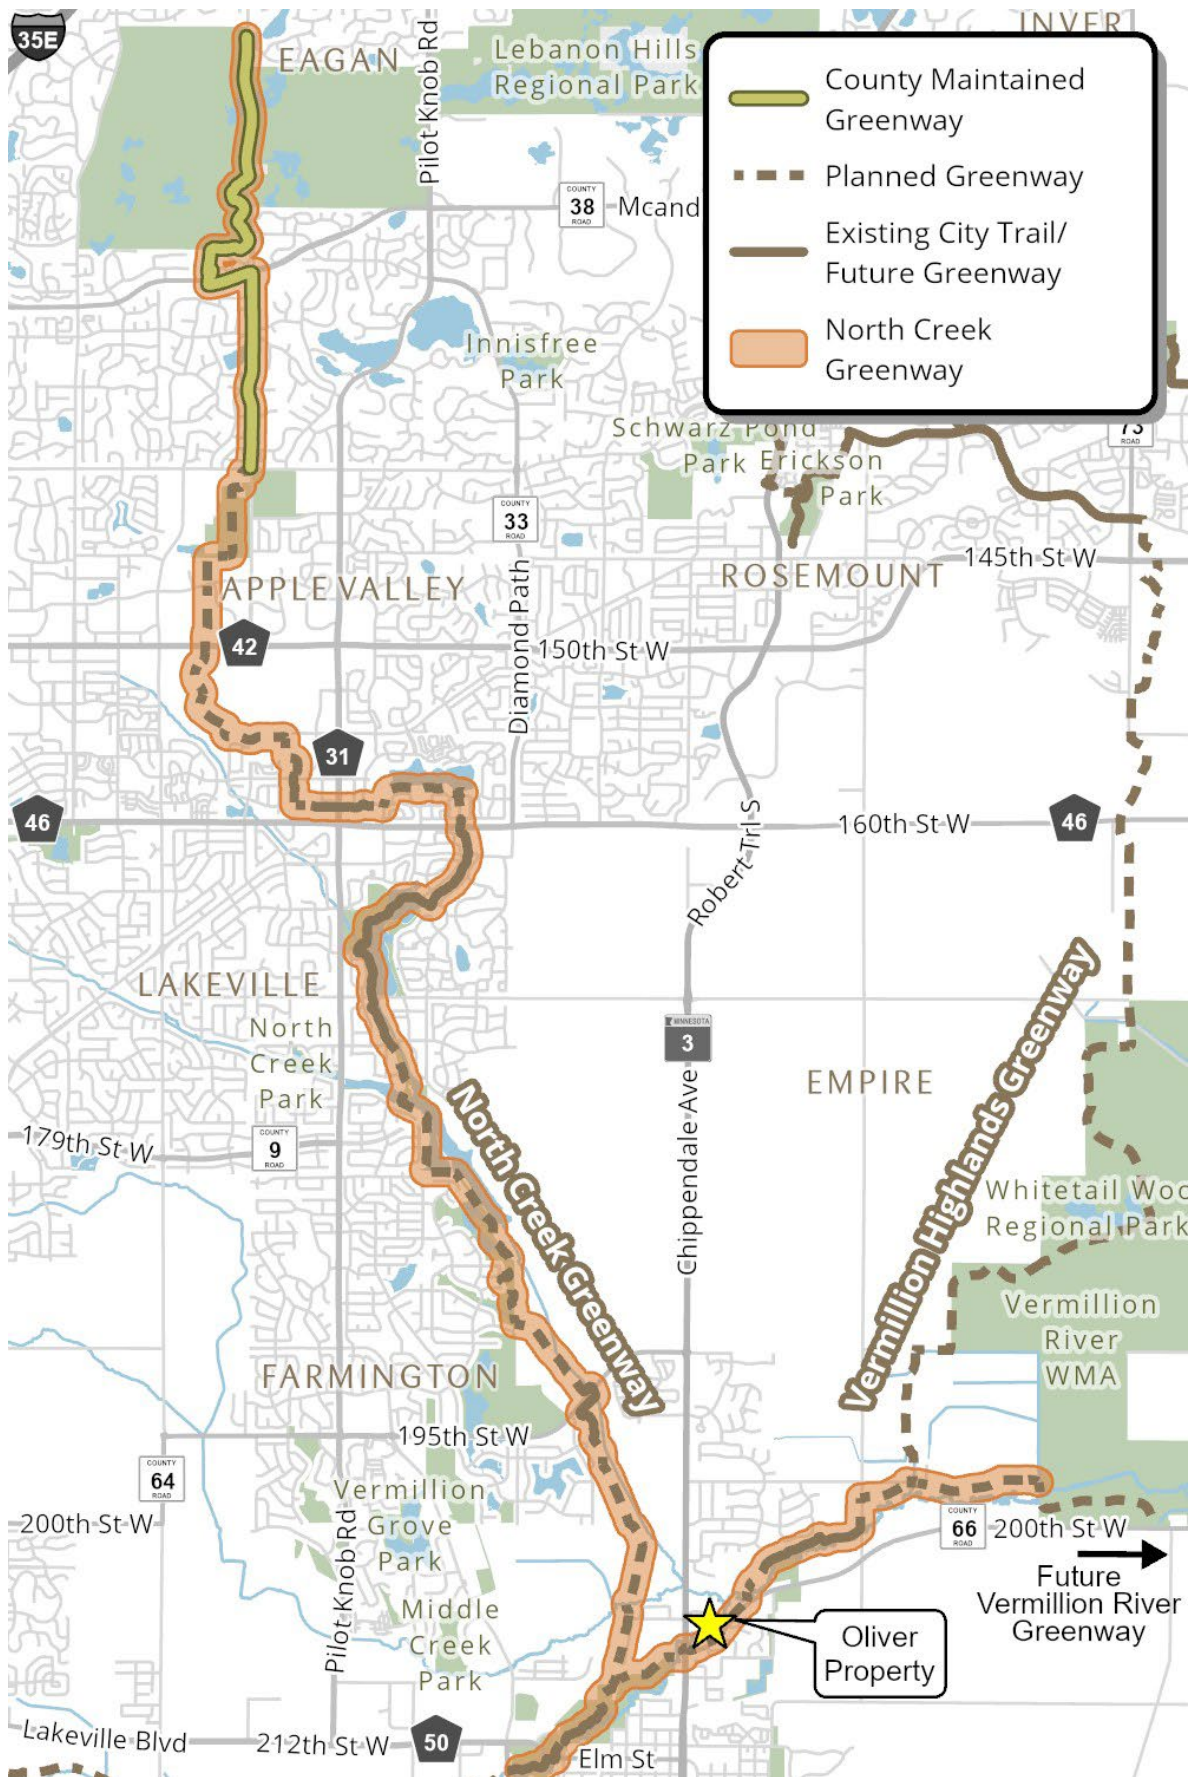 35E
EAGAN
Pilot Knob Rd
Lebanon Hills
Regional Park
INVER
County Maintained
Greenway
Planned Greenway
Existing City Trail/
Future Greenway
North Creek
Greenway
COUNTY
38
ROAD
Mcand
Innisfree
Park
Schwarz Pond
Park
Erickson
Park
73
ROAD
COUNTY
33
ROAD
Diamond Path
145th St W
ROSEMOUNT
APPLE VALLEY
42
150th St W
31
46
160th St W
46
Robert Trl S
LAKEVILLE
North
Creek
Park
MINNESOTA
3
EMPIRE
Chippendale Ave
179th St W
COUNTY
9
ROAD
North Creek Greenway
Vermillion Highlands Greenway
Whitetail Woo
Regional Park
Vermillion
River
WMA
FARMINGTON
195th St W
COUNTY
64
ROAD
Vermillion
Grove
Park
200th St W
COUNTY
66
ROAD
200th St W
Future
Vermillion River
Greenway
Pilot Knob Rd
Middle
Creek
Park
Oliver
Property
Lakeville Blvd
212th St W
50
Elm St